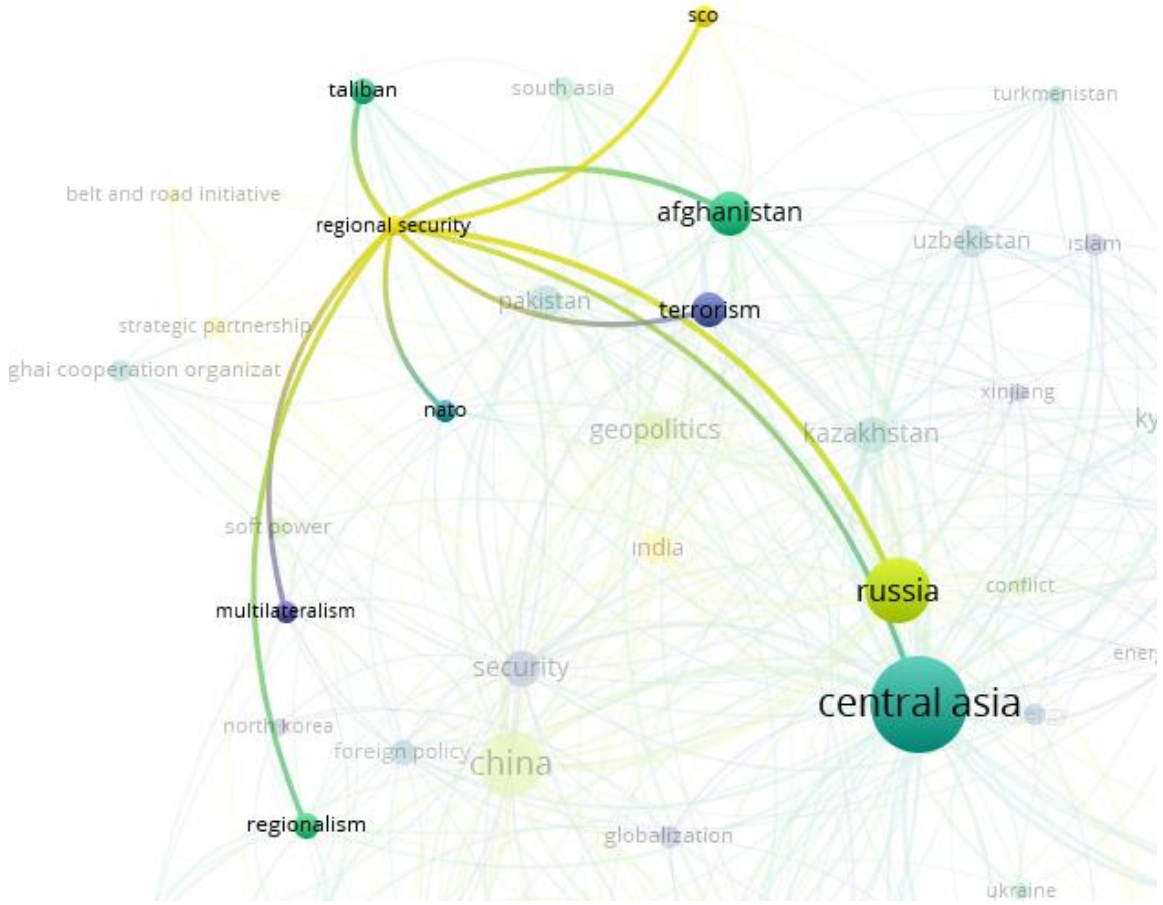 sco
taliban
south asia
turkmenistan
belt and road initiative
afghanistan
regional security
uzbekistan
islam
pakistan
terrorism
strategic partnership
ghai cooperation organizat
xinjiang
nato
ky
geopolitics
kazakhstan
soft power
india
russia
conflict
multilateralism
security
energ
central asia
north korea
foreign policy
china
regionalism
globalization
ukraine